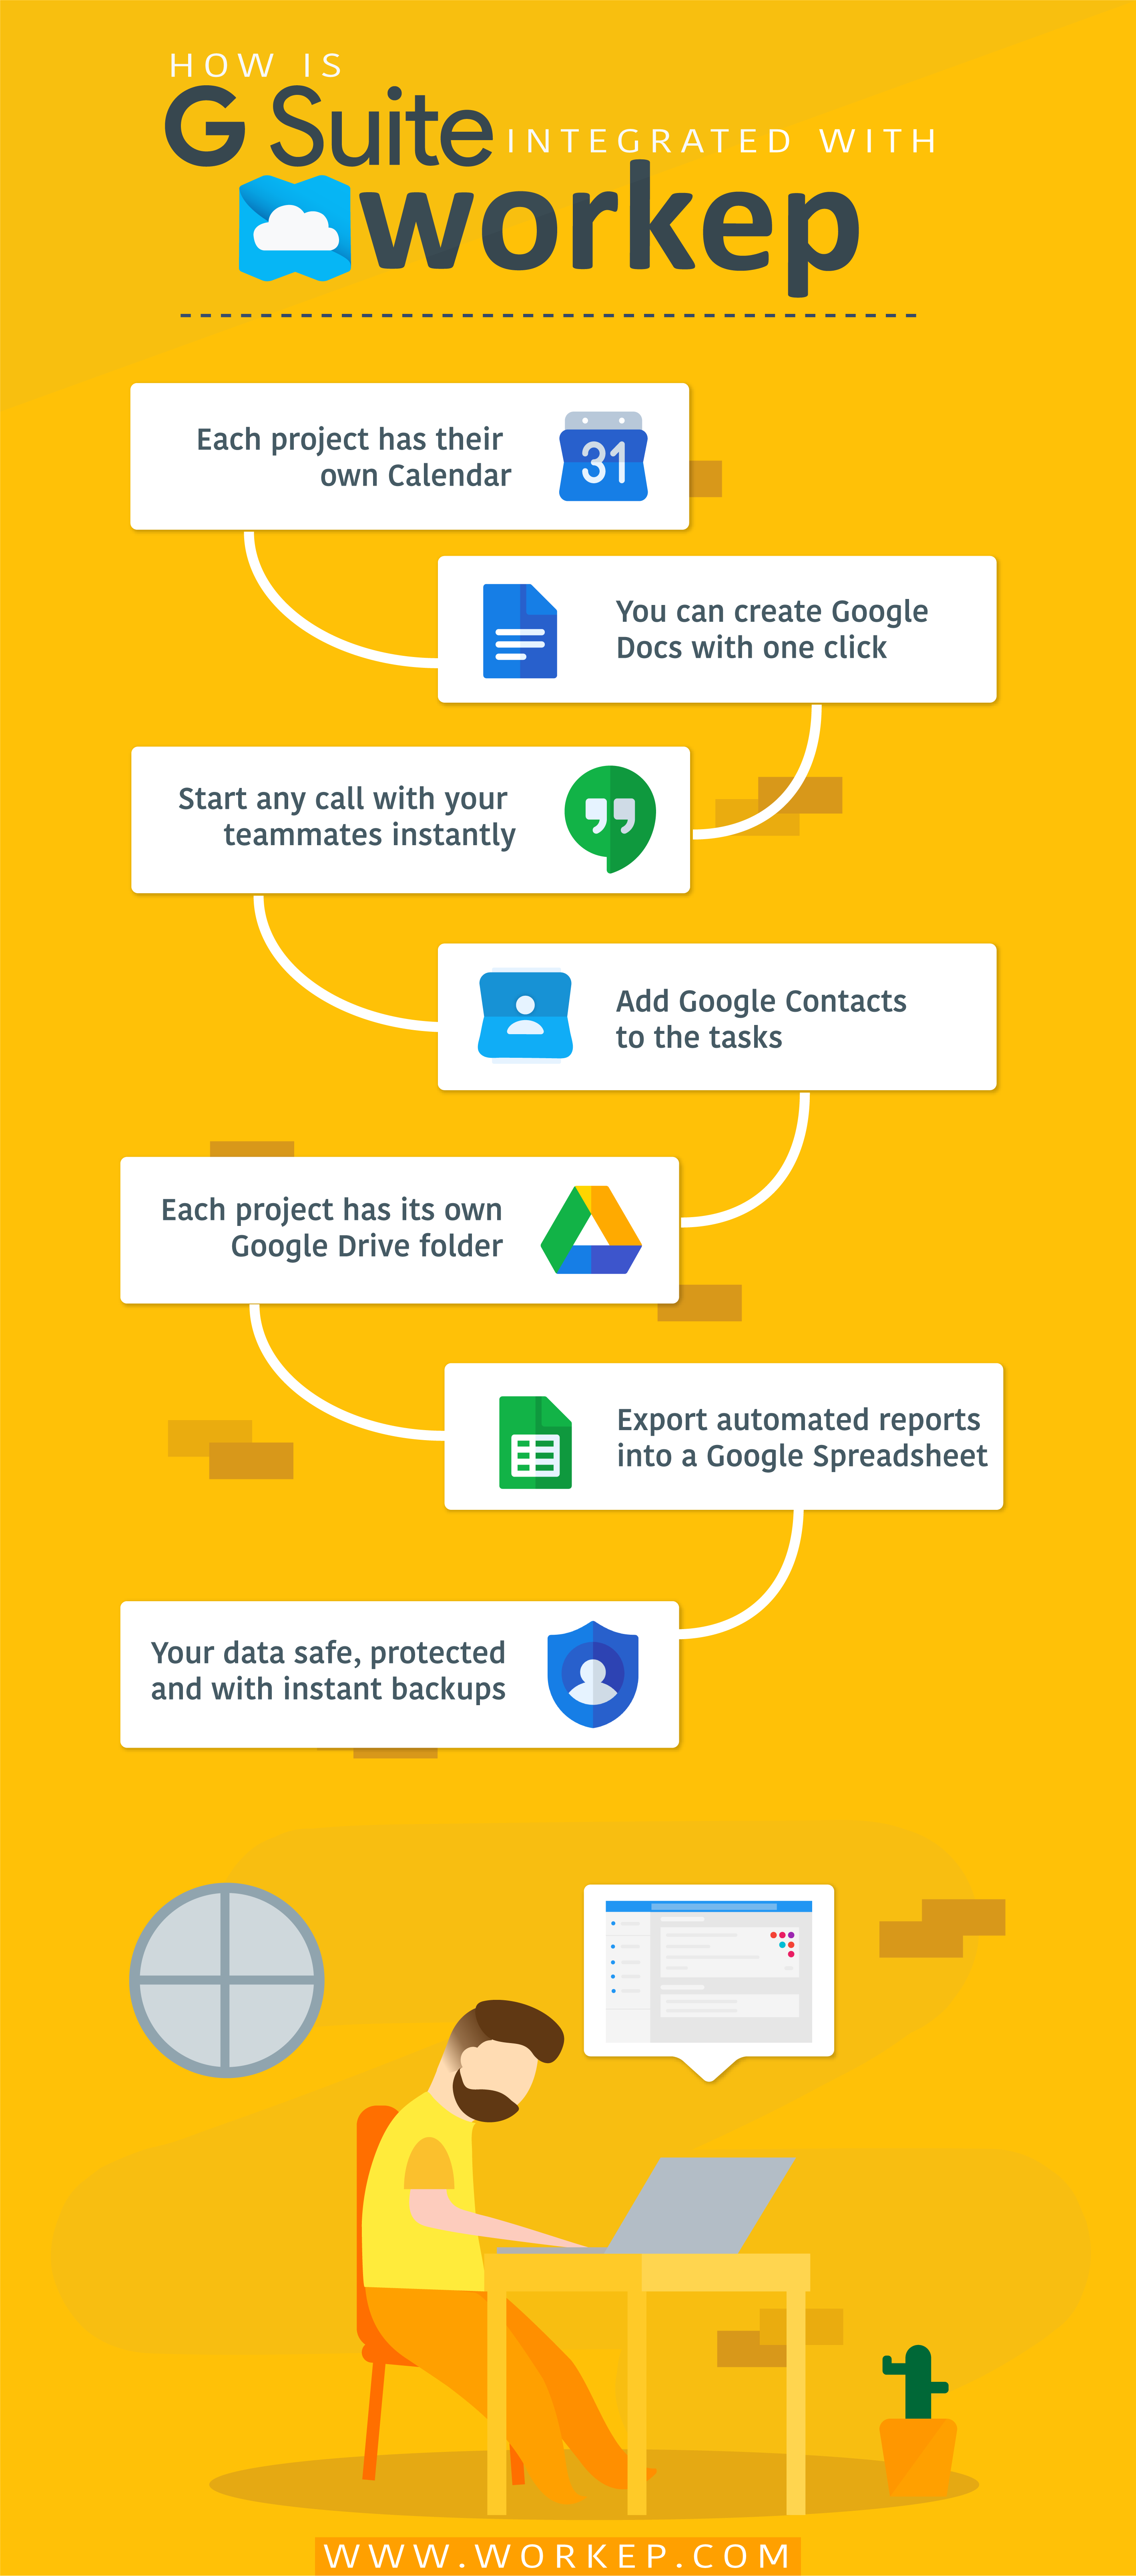 HOW IS
G Suite INTEGRATED WITH
workep
Each project has their
own Calendar
31
You can create Google
Docs with one click
Start any call with your
teammates instantly
Add Google Contacts
to the tasks
Each project has its own
Google Drive folder
Export automated reports
into a Google Spreadsheet
Your data safe, protected
and with instant backups
WWW.WORKEP.COM